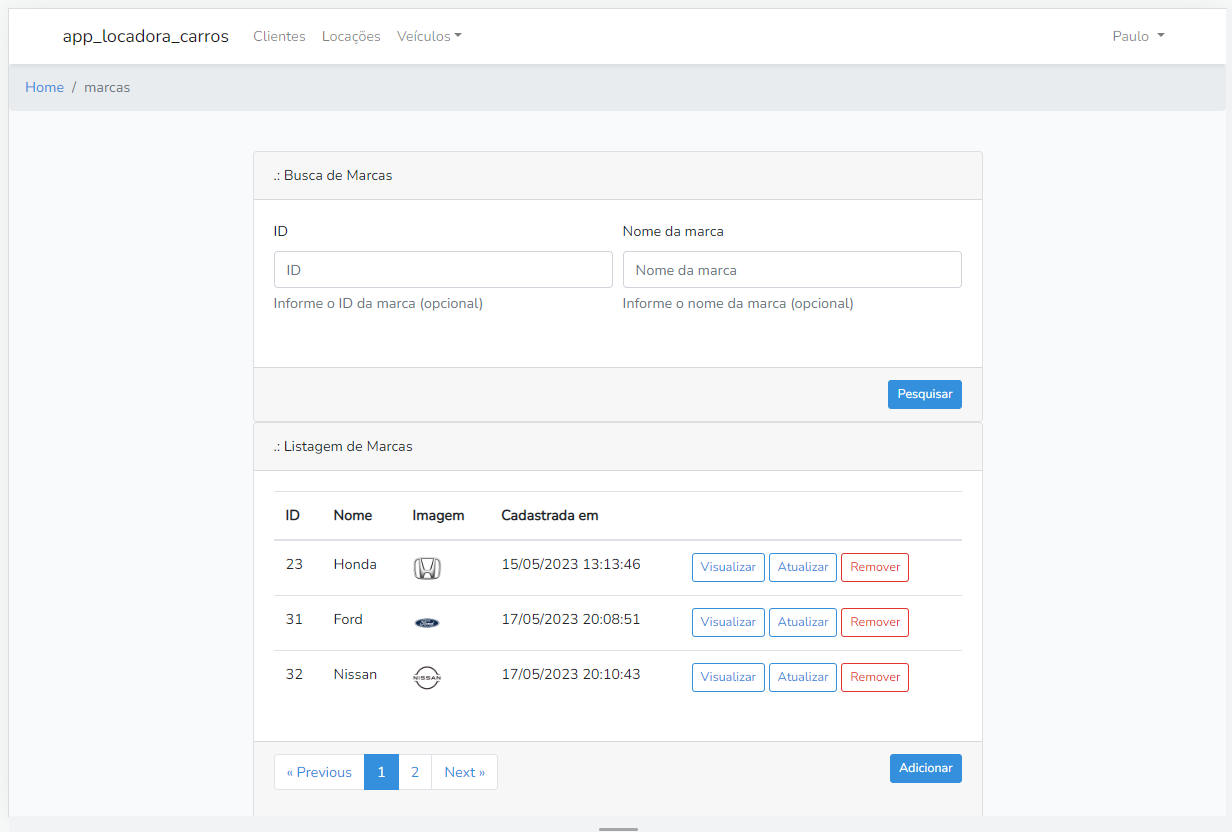 app_locadora_carros Clientes Locações Veículos Paulo
Home / marcas
.: Busca de Marcas
ID Nome da marca
ID Nome da marca
Informe o ID da marca (opcional) Informe o nome da marca (opcional)
Pesquisar
.: Listagem de Marcas
ID Nome Imagem Cadastrada em
23 Honda 15/05/2023 13:13:46 Visualizar Atualizar Remover
31 Ford Ford 17/05/2023 20:08:51 Visualizar Atualizar Remover
32 Nissan NISSAN 17/05/2023 20:10:43 Visualizar Atualizar Remover
« Previous 1 2 Next » Adicionar